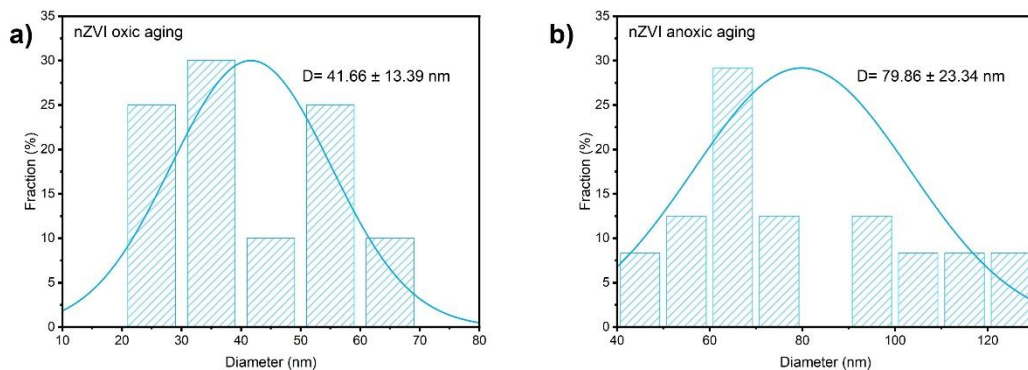 a)
nZVI oxic aging
D= 41.66 ± 13.39 nm
Fraction (%)
35
30
25
20
15
10
5
0
10 20 30 40 50 60 70 80
Diameter (nm)
b)
nZVI anoxic aging
D= 79.86 ± 23.34 nm
Fraction (%)
35
30
25
20
15
10
5
0
40 60 80 100 120
Diameter (nm)